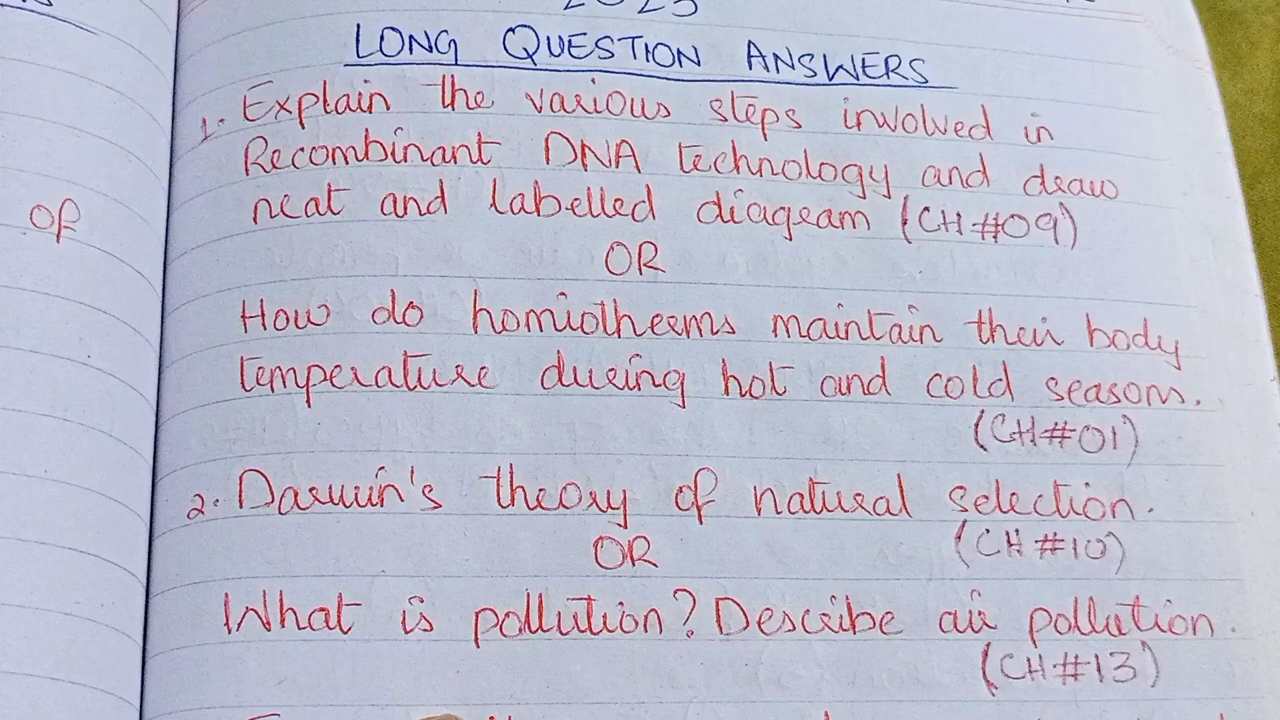 2023
LONG QUESTION ANSWERS
1. Explain the various steps involved in
Recombinant DNA technology and draw
of
neat and labelled diagram (CH#09)
OR
How do homiotherms maintain their body
temperature during hot and cold seasons.
(CH#01)
2. Darwin's theory of natural selection.
OR
(CH#10)
What is pollution? Describe air pollution.
(CH#13)